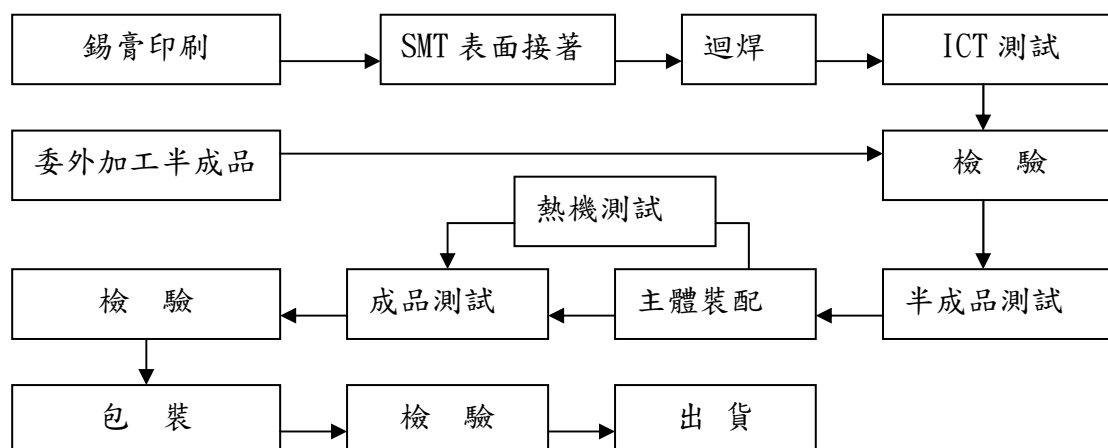 錫膏印刷
SMT 表面接著
迴焊
ICT 測試
委外加工半成品
檢 驗
熱機測試
檢 驗
成品測試
主體裝配
半成品測試
包 裝
檢 驗
出 貨